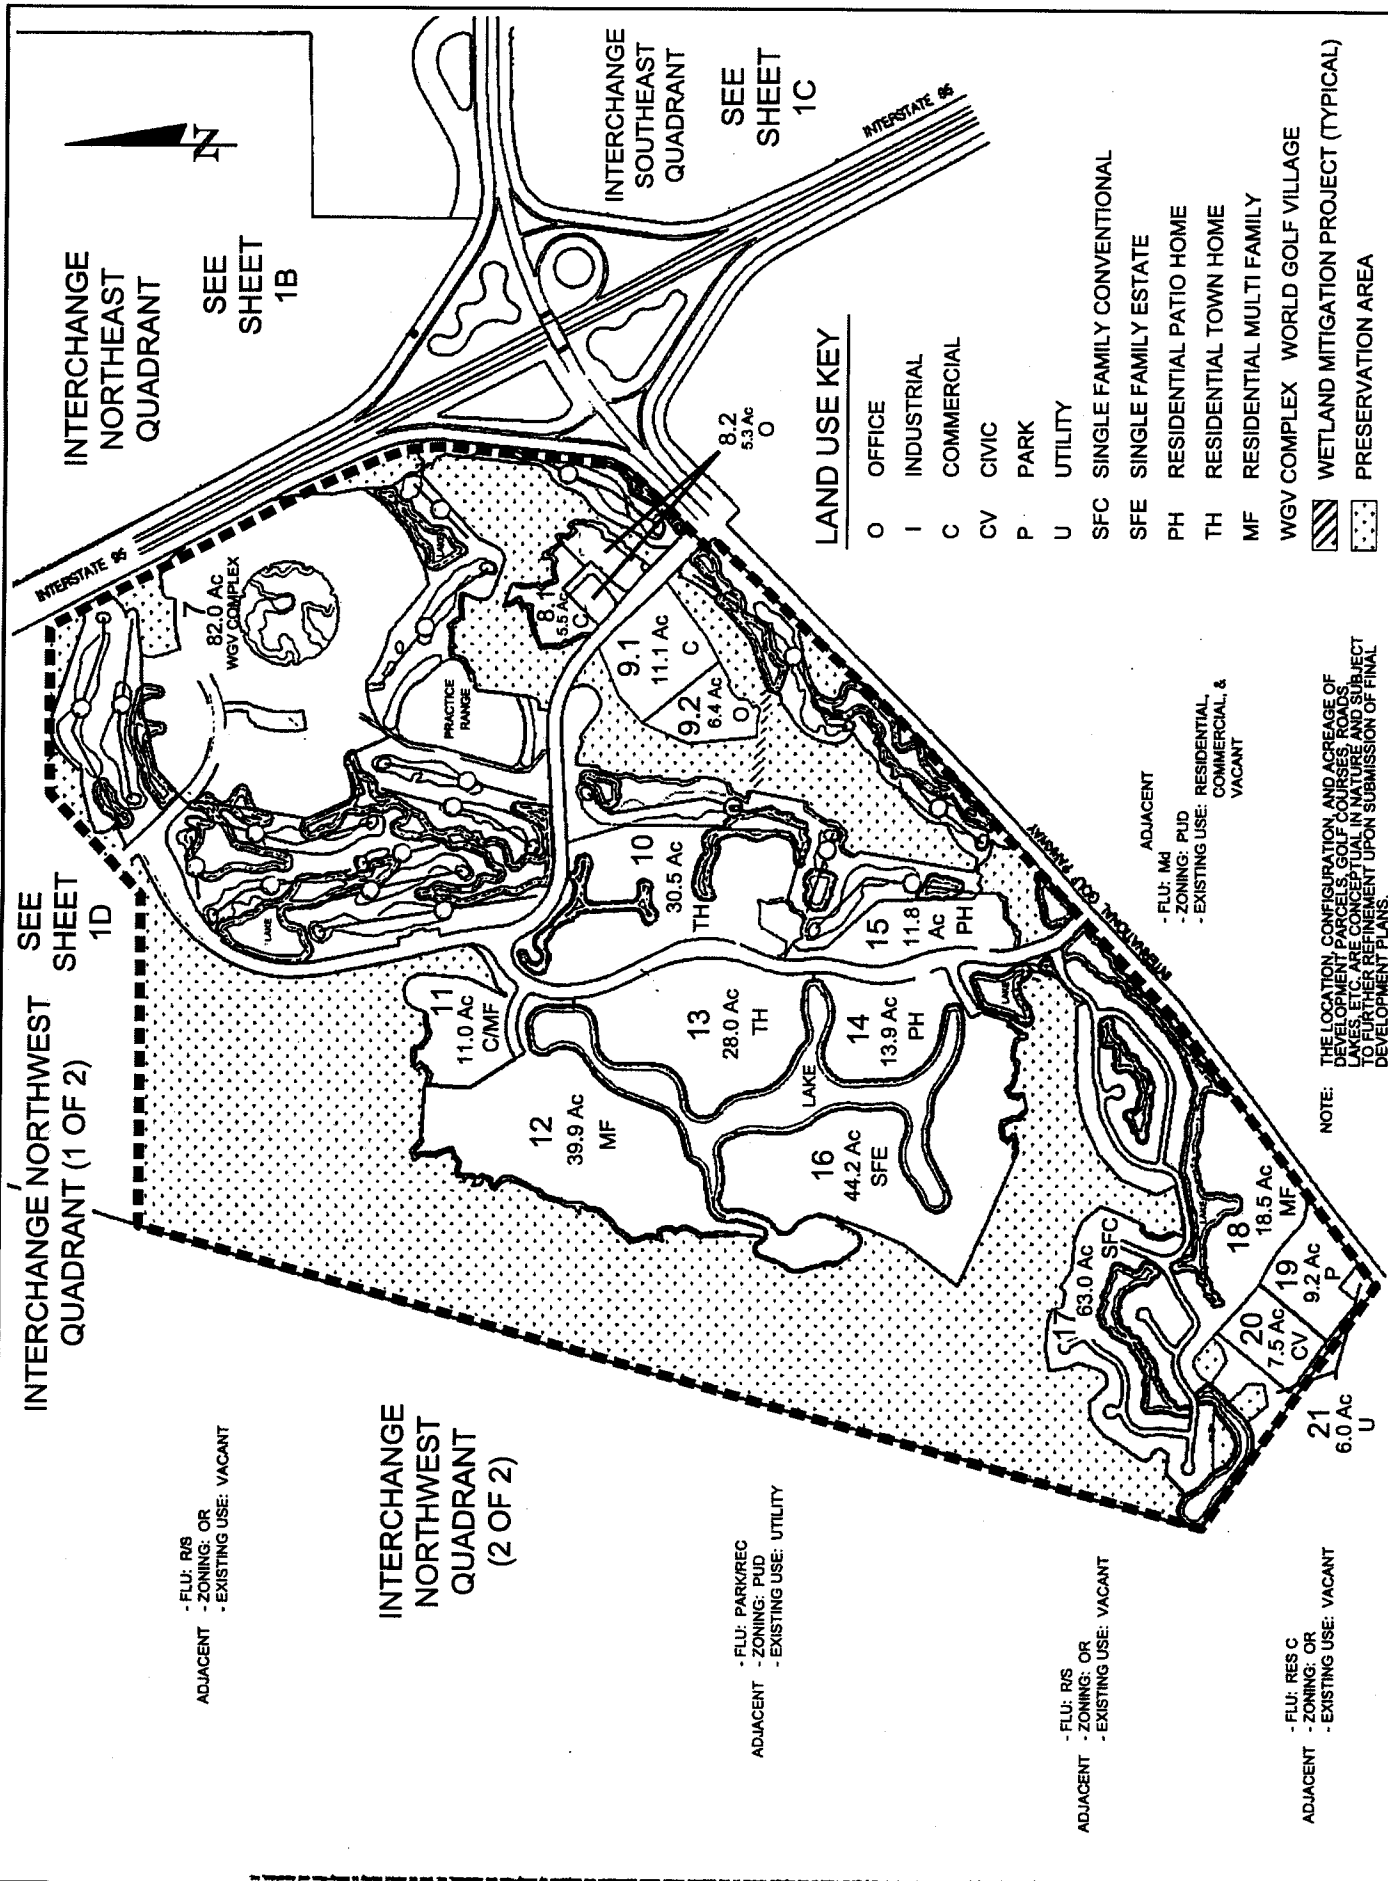 INTERCHANGE NORTHWEST
QUADRANT (1 OF 2)
SEE
SHEET
1D
INTERCHANGE
NORTHEAST
QUADRANT
SEE
SHEET
1B
N
INTERCHANGE
SOUTHEAST
QUADRANT
SEE
SHEET
1C
INTERSTATE 95
INTERSTATE 95
ADJACENT
- FLU: R/S
- ZONING: OR
- EXISTING USE: VACANT
INTERCHANGE
NORTHWEST
QUADRANT
(2 OF 2)
ADJACENT
- FLU: PARK/REC
- ZONING: PUD
- EXISTING USE: UTILITY
ADJACENT
- FLU: R/S
- ZONING: OR
- EXISTING USE: VACANT
ADJACENT
- FLU: RES C
- ZONING: OR
- EXISTING USE: VACANT
7
82.0 Ac
WGV COMPLEX
PRACTICE
RANGE
LAKE
LAKE
8.1
5.5 Ac
C
8.2
5.3 Ac
O
9.1
11.1 Ac
C
9.2
6.4 Ac
O
10
30.5 Ac
TH
11
11.0 Ac
C/MF
12
39.9 Ac
MF
13
28.0 Ac
TH
14
13.9 Ac
PH
15
11.8
Ac
PH
LAKE
LAKE
16
44.2 Ac
SFE
17
63.0 Ac
SFC
LAKE
18
18.5 Ac
MF
19
9.2 Ac
P
20
7.5 Ac
CV
21
6.0 Ac
U
INTERNATIONAL GOLF PARKWAY
ADJACENT
- FLU: Md
- ZONING: PUD
- EXISTING USE: RESIDENTIAL,
COMMERCIAL, &
VACANT
LAND USE KEY
O OFFICE
I INDUSTRIAL
C COMMERCIAL
CV CIVIC
P PARK
U UTILITY
SFC SINGLE FAMILY CONVENTIONAL
SFE SINGLE FAMILY ESTATE
PH RESIDENTIAL PATIO HOME
TH RESIDENTIAL TOWN HOME
MF RESIDENTIAL MULTI FAMILY
WGV COMPLEX WORLD GOLF VILLAGE
WETLAND MITIGATION PROJECT (TYPICAL)
PRESERVATION AREA
NOTE: THE LOCATION, CONFIGURATION, AND ACREAGE OF
DEVELOPMENT PARCELS, GOLF COURSES, ROADS,
LAKES, ETC. ARE CONCEPTUAL IN NATURE AND SUBJECT
TO FURTHER REFINEMENT UPON SUBMISSION OF FINAL
DEVELOPMENT PLANS.